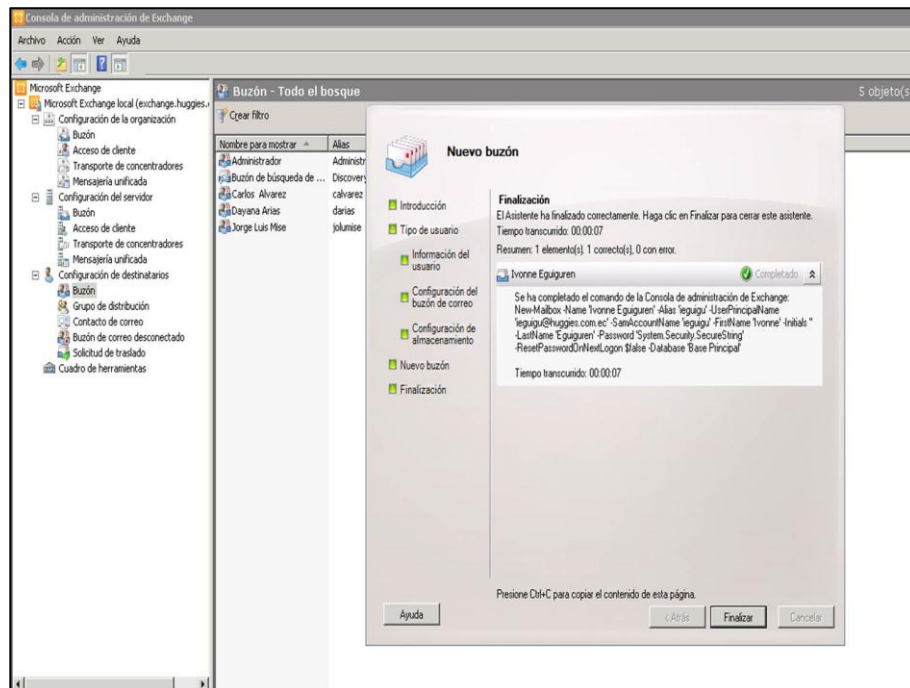 Consola de administración de Exchange
Archivo Acción Ver Ayuda
Microsoft Exchange
Microsoft Exchange local (exchange.huggies.
Configuración de la organización
Buzón
Acceso de cliente
Transporte de concentradores
Mensajería unificada
Configuración del servidor
Buzón
Acceso de cliente
Transporte de concentradores
Mensajería unificada
Configuración de destinatarios
Buzón
Grupo de distribución
Contacto de correo
Buzón de correo desconectado
Solicitud de traslado
Cuadro de herramientas
Buzón - Todo el bosque
5 objeto(s
Crear filtro
Nombre para mostrar Alias
Administrador Administr
Buzón de búsqueda de ... Discovery
Carlos Alvarez calvarez
Dayana Arias darias
Jorge Luis Mise jolumise
Nuevo buzón
Introducción
Tipo de usuario
Información del
usuario
Configuración del
buzón de correo
Configuración de
almacenamiento
Nuevo buzón
Finalización
Finalización
El Asistente ha finalizado correctamente. Haga clic en Finalizar para cerrar este asistente.
Tiempo transcurrido: 00:00:07
Resumen: 1 elemento(s). 1 correcto(s), 0 con error.
Ivonne Eguiguren Completado
Se ha completado el comando de la Consola de administración de Exchange:
New-Mailbox -Name 'Ivonne Eguiguren' -Alias 'ieguigu' -UserPrincipalName
'ieguigu@huggies.com.ec' -SamAccountName 'ieguigu' -FirstName 'Ivonne' -Initials ''
-LastName 'Eguiguren' -Password 'System.Security.SecureString'
-ResetPasswordOnNextLogon $false -Database 'Base Principal'
Tiempo transcurrido: 00:00:07
Presione Ctrl+C para copiar el contenido de esta página.
Ayuda
< Atrás Finalizar Cancelar